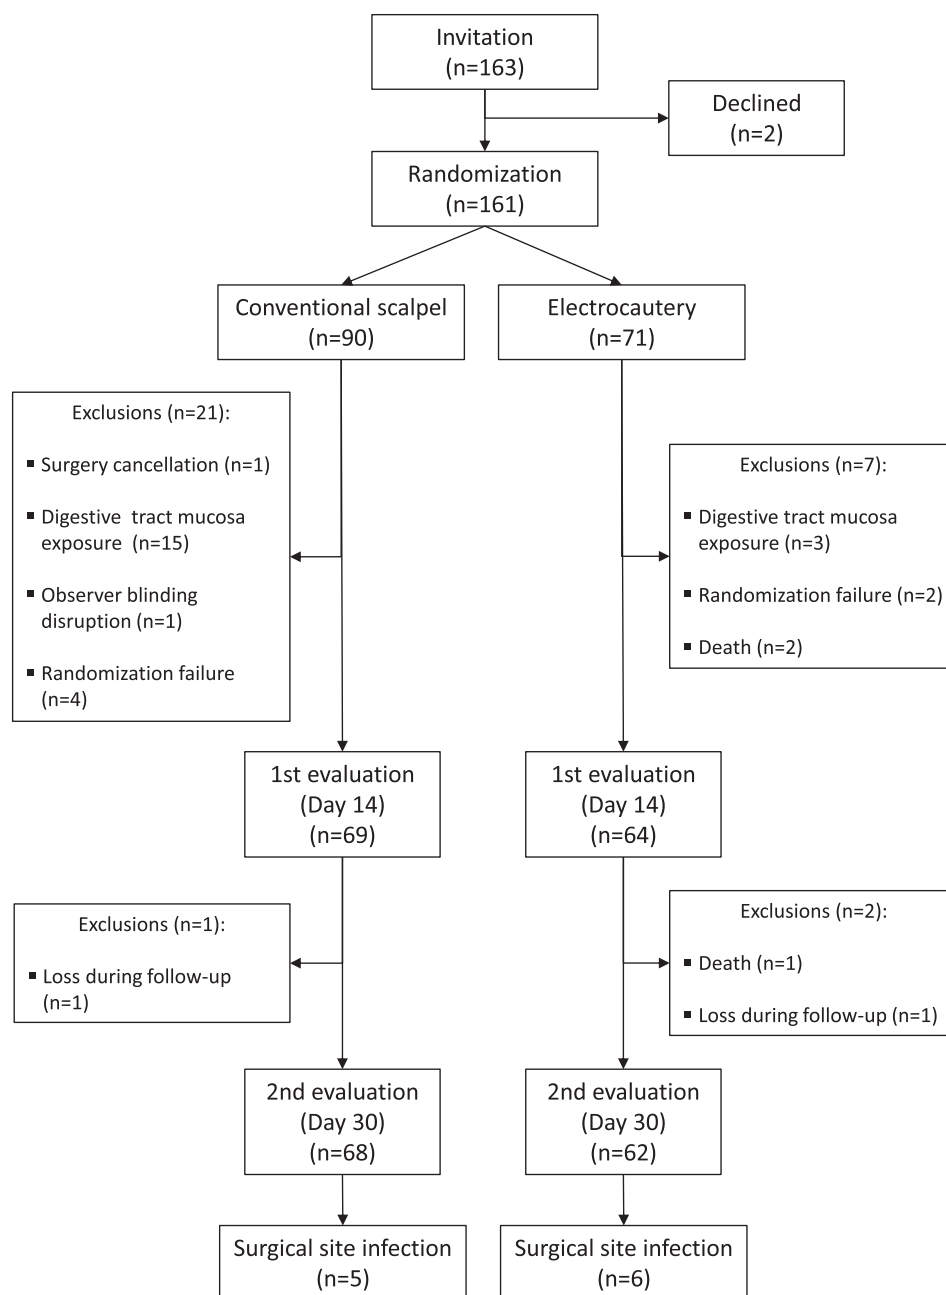 Invitation
(n=163)
Declined
(n=2)
Randomization
(n=161)
Conventional scalpel
(n=90)
Electrocautery
(n=71)
Exclusions (n=21):
▪ Surgery cancellation (n=1)
▪ Digestive tract mucosa
exposure (n=15)
▪ Observer blinding
disruption (n=1)
▪ Randomization failure
(n=4)
Exclusions (n=7):
▪ Digestive tract mucosa
exposure (n=3)
▪ Randomization failure (n=2)
▪ Death (n=2)
1st evaluation
(Day 14)
(n=69)
1st evaluation
(Day 14)
(n=64)
Exclusions (n=1):
▪ Loss during follow-up
(n=1)
Exclusions (n=2):
▪ Death (n=1)
▪ Loss during follow-up (n=1)
2nd evaluation
(Day 30)
(n=68)
2nd evaluation
(Day 30)
(n=62)
Surgical site infection
(n=5)
Surgical site infection
(n=6)